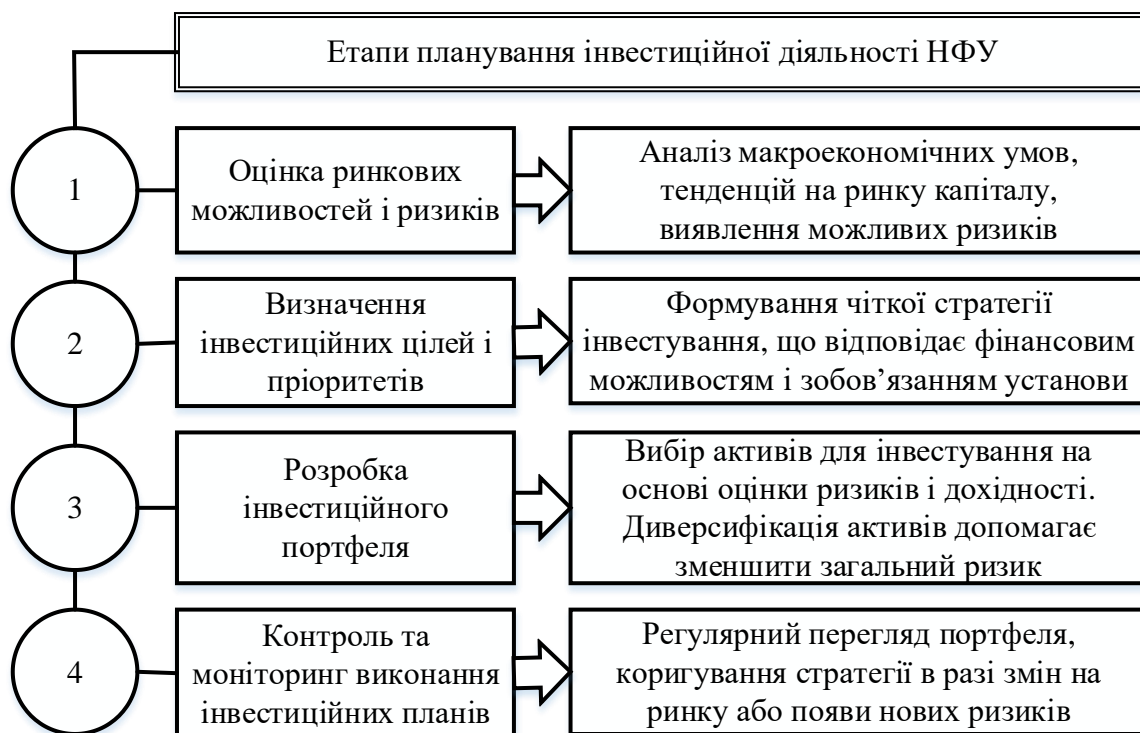 Етапи планування інвестиційної діяльності НФУ
1
Оцінка ринкових
можливостей і ризиків
Аналіз макроекономічних умов,
тенденцій на ринку капіталу,
виявлення можливих ризиків
2
Визначення
інвестиційних цілей і
пріоритетів
Формування чіткої стратегії
інвестування, що відповідає фінансовим
можливостям і зобов’язанням установи
3
Розробка
інвестиційного
портфеля
Вибір активів для інвестування на
основі оцінки ризиків і дохідності.
Диверсифікація активів допомагає
зменшити загальний ризик
4
Контроль та
моніторинг виконання
інвестиційних планів
Регулярний перегляд портфеля,
коригування стратегії в разі змін на
ринку або появи нових ризиків